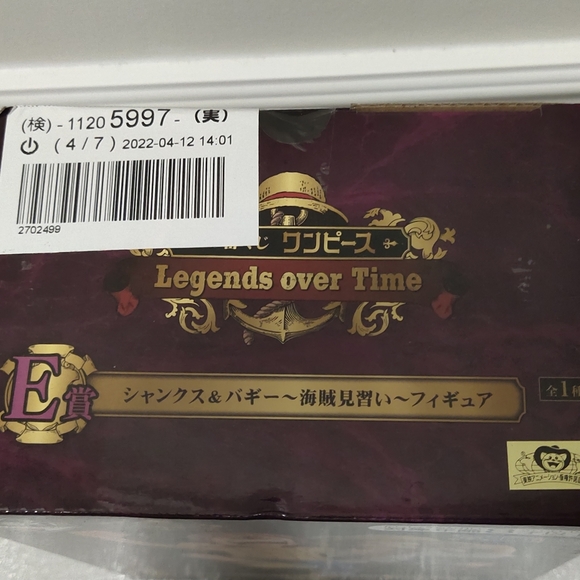 (検)-1120 5997-(実)
(4/7) 2022-04-12 14:01
2702499
くじ ワンピース
Legends over Time
E賞
シャンクス&バギー～海賊見習い～フィギュア
全1種